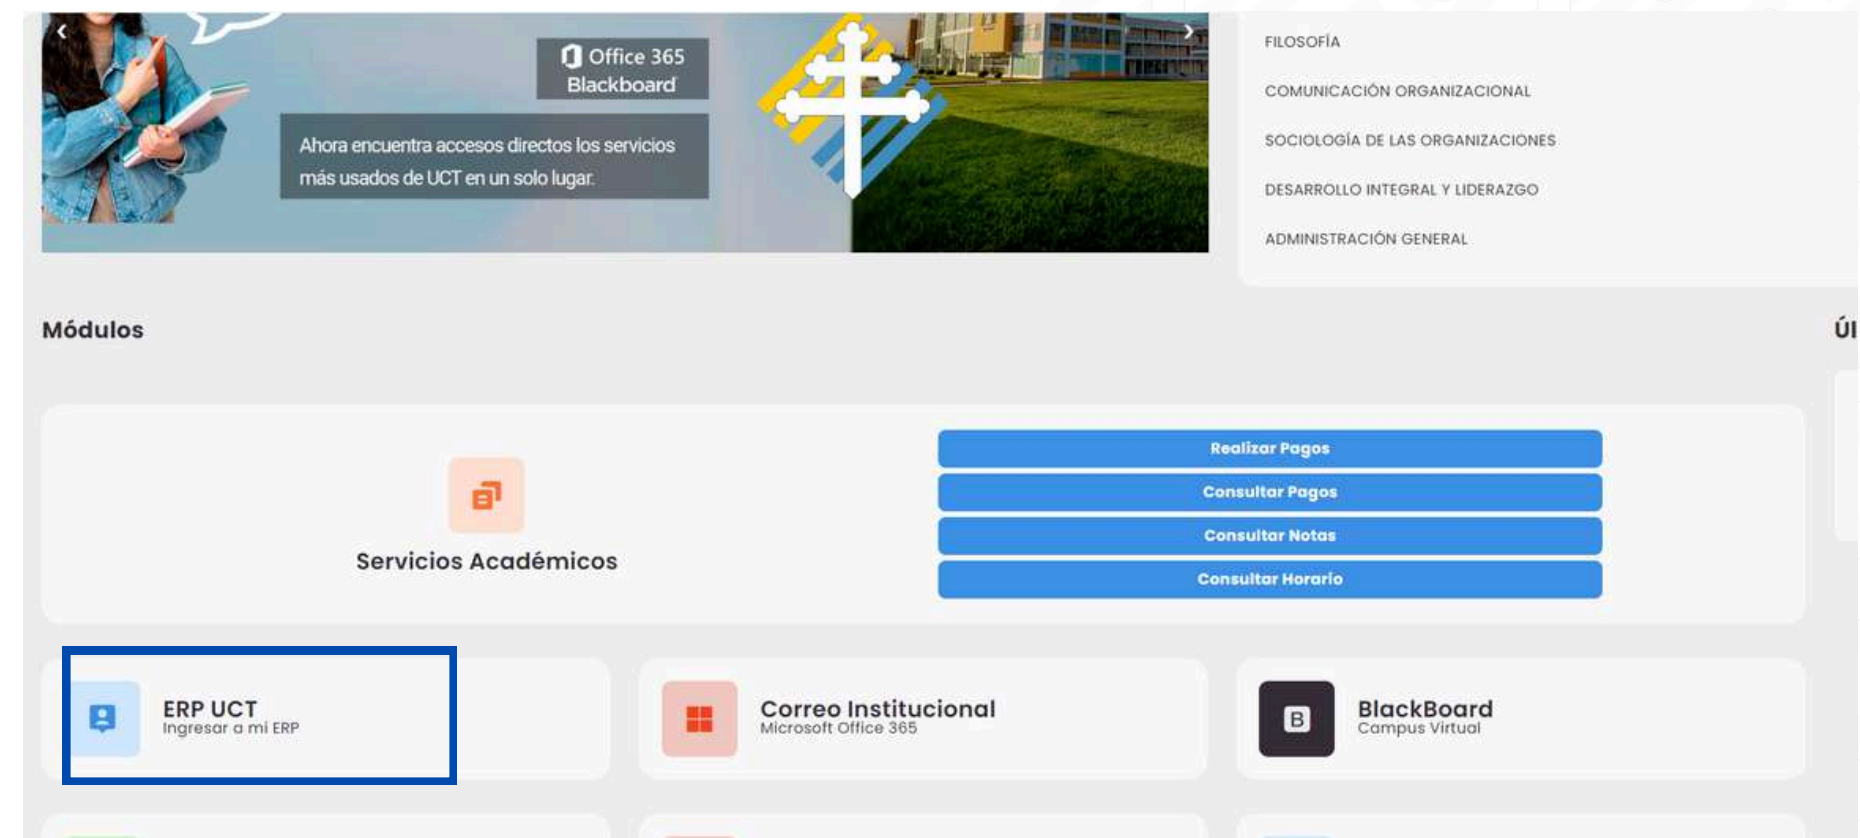 Office 365
Blackboard
Ahora encuentra accesos directos los servicios
más usados de UCT en un solo lugar.
FILOSOFÍA
COMUNICACIÓN ORGANIZACIONAL
SOCIOLOGÍA DE LAS ORGANIZACIONES
DESARROLLO INTEGRAL Y LIDERAZGO
ADMINISTRACIÓN GENERAL
Módulos
Úl
Servicios Académicos
Realizar Pagos
Consultar Pagos
Consultar Notas
Consultar Horario
ERP UCT
Ingresar a mi ERP
Correo Institucional
Microsoft Office 365
B
BlackBoard
Campus Virtual